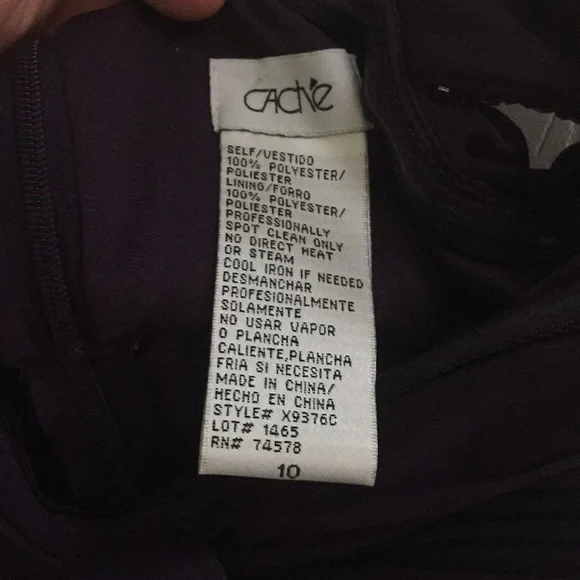 CACHÉ
SELF/VESTIDO
100% POLYESTER/
POLIESTER
LINING/FORRO
100% POLYESTER/
POLIESTER
PROFESSIONALLY
SPOT CLEAN ONLY
NO DIRECT HEAT
OR STEAM
COOL IRON IF NEEDED
DESMANCHAR
PROFESIONALMENTE
SOLAMENTE
NO USAR VAPOR
O PLANCHA
CALIENTE,PLANCHA
FRIA SI NECESITA
MADE IN CHINA/
HECHO EN CHINA
STYLE# X9376C
LOT# 1465
RN# 74578
10